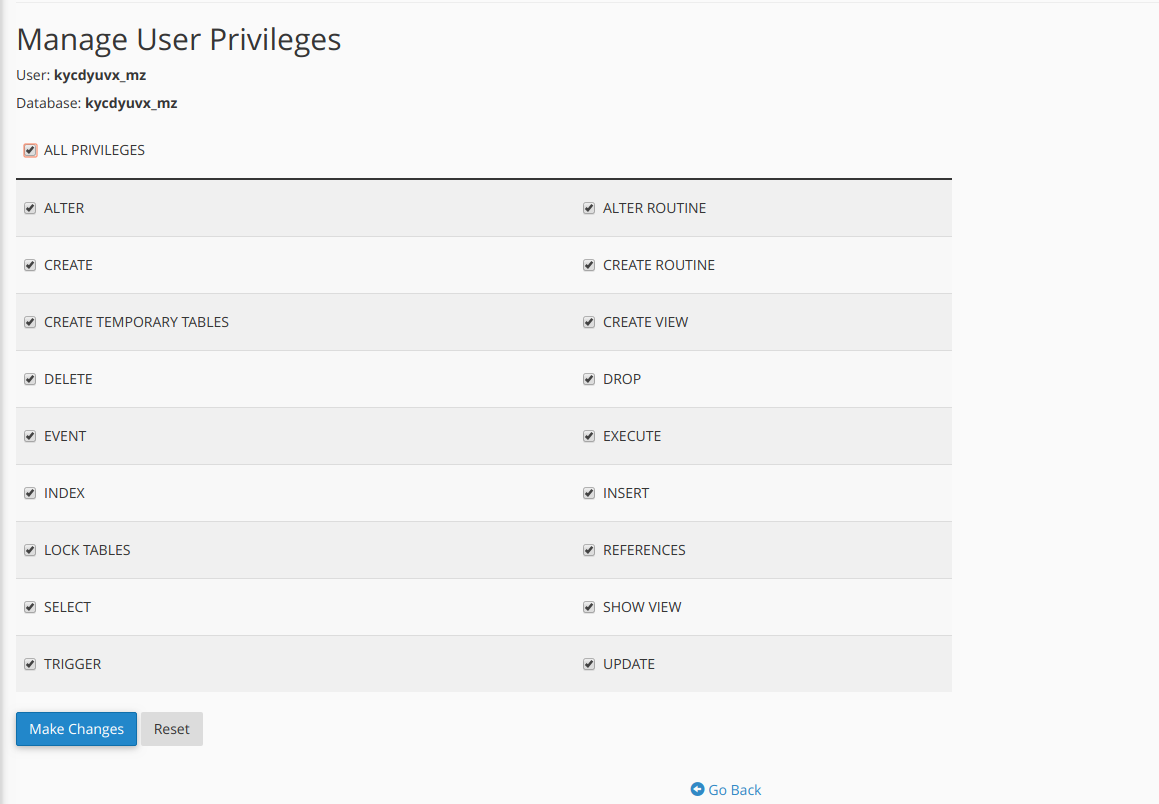 Manage User Privileges
User: kycdyuvx_mz
Database: kycdyuvx_mz
ALL PRIVILEGES
ALTER ALTER ROUTINE
CREATE CREATE ROUTINE
CREATE TEMPORARY TABLES CREATE VIEW
DELETE DROP
EVENT EXECUTE
INDEX INSERT
LOCK TABLES REFERENCES
SELECT SHOW VIEW
TRIGGER UPDATE
Make Changes Reset
Go Back